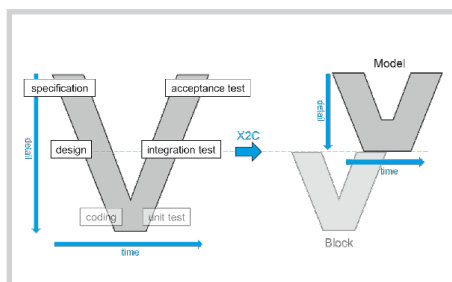 Model
specification
acceptance test
detail
detail
X2C
design
integration test
time
coding
unit test
time
Block